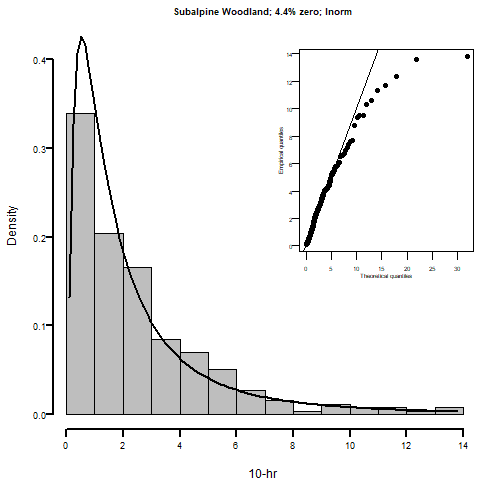 Subalpine Woodland; 4.4% zero; lnorm
0.4
0.3
0.2
0.1
0.0
Density
0 2 4 6 8 10 12 14
10-hr
14
12
10
8
6
4
2
0
Empirical quantiles
0 5 10 15 20 25 30
Theoretical quantiles